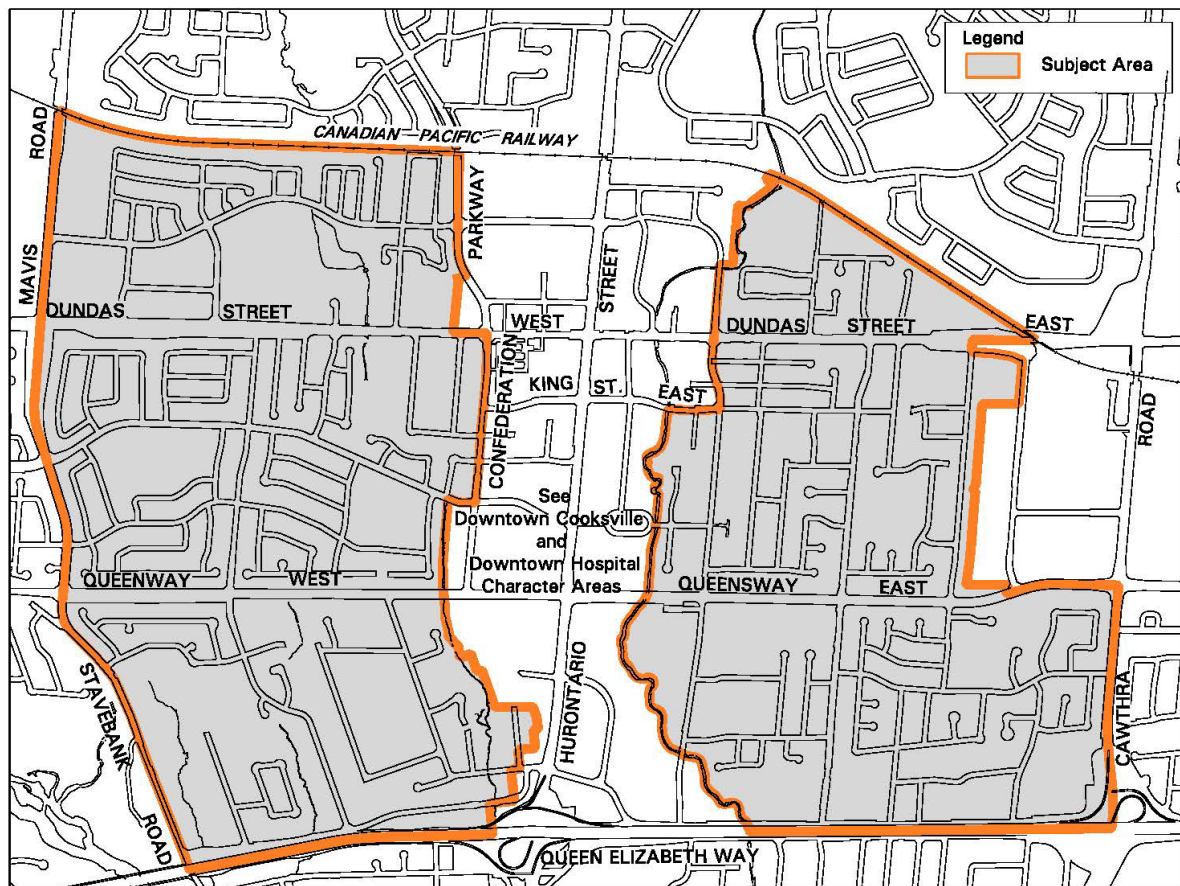 Legend
Subject Area
ROAD
CANADIAN PACIFIC RAILWAY
PARKWAY
MAVIS
STREET
DUNDAS
STREET
WEST
DUNDAS
STREET
EAST
CONFEDERATION
KING ST.
EAST
ROAD
See
Downtown Cooksville
and
Downtown Hospital
Character Areas
QUEENWAY
WEST
QUEENSWAY
EAST
STAVEBANK
ROAD
HURONTARIO
CAWTHRA
QUEEN ELIZABETH WAY